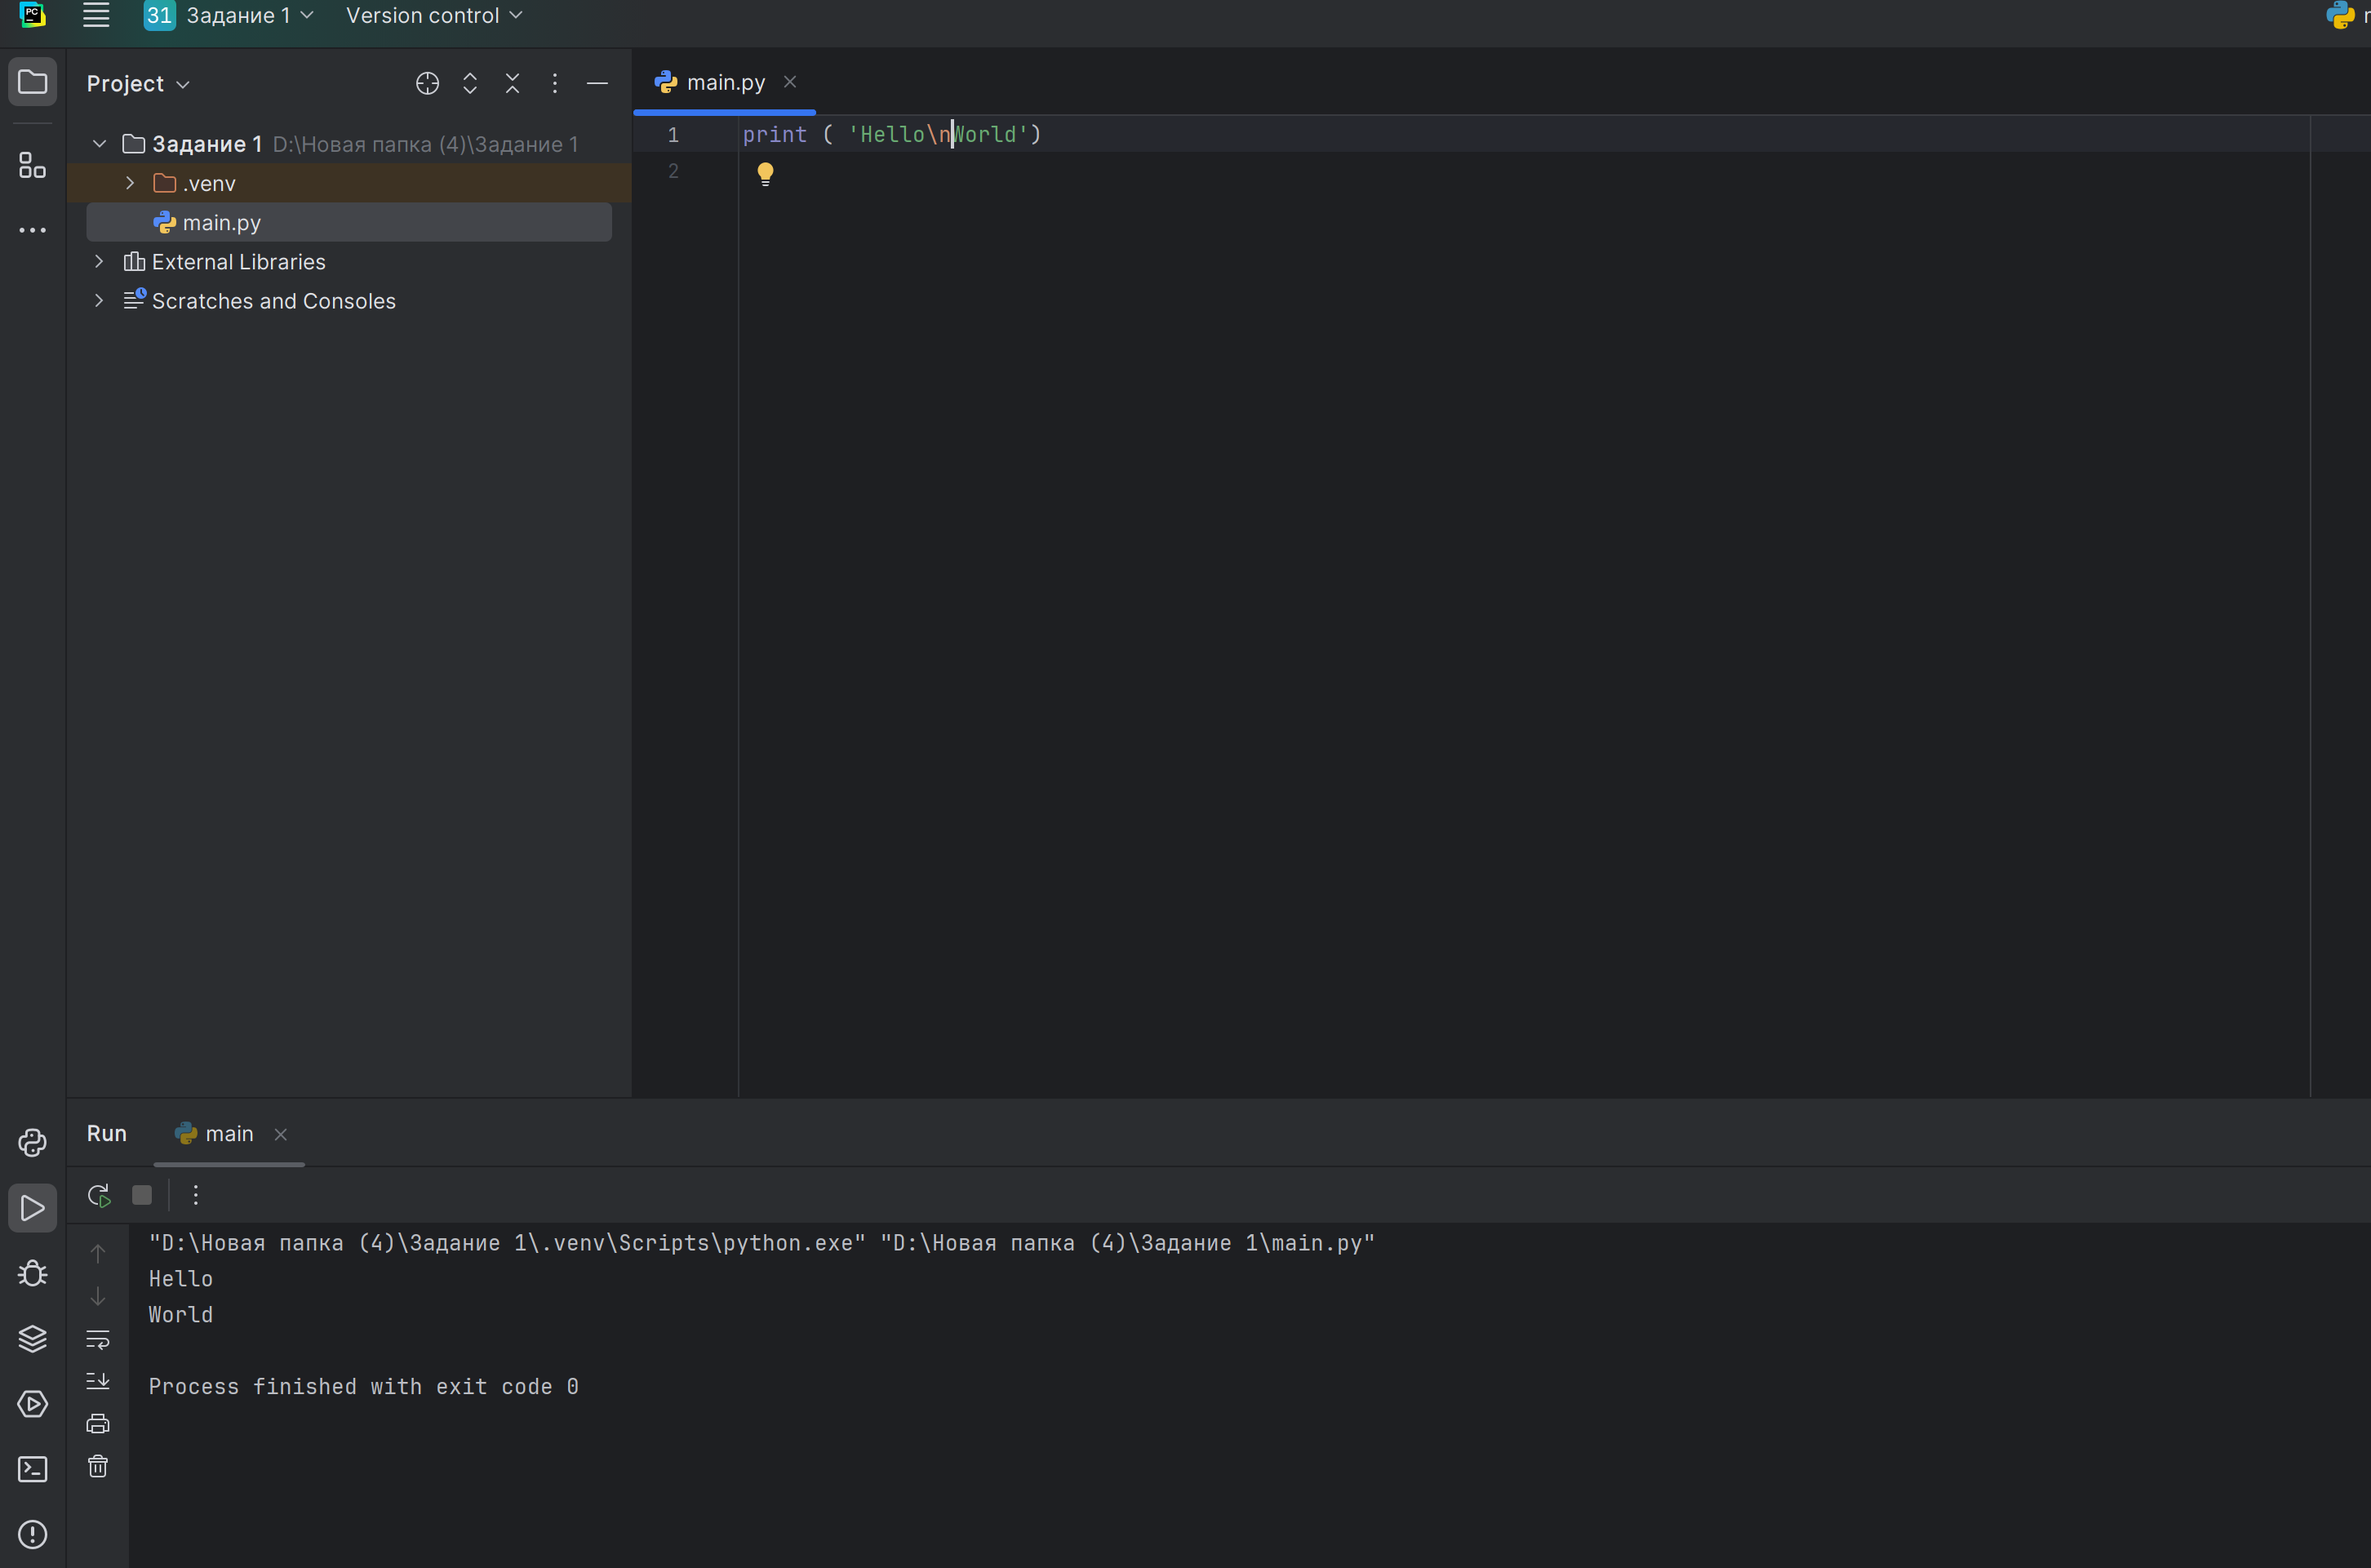 PC
31 Задание 1 Version control
Project
Задание 1 D:\Новая папка (4)\Задание 1
.venv
main.py
External Libraries
Scratches and Consoles
main.py
1 print ( 'Hello\nWorld')
2
Run main
"D:\Новая папка (4)\Задание 1\.venv\Scripts\python.exe" "D:\Новая папка (4)\Задание 1\main.py"
Hello
World
Process finished with exit code 0